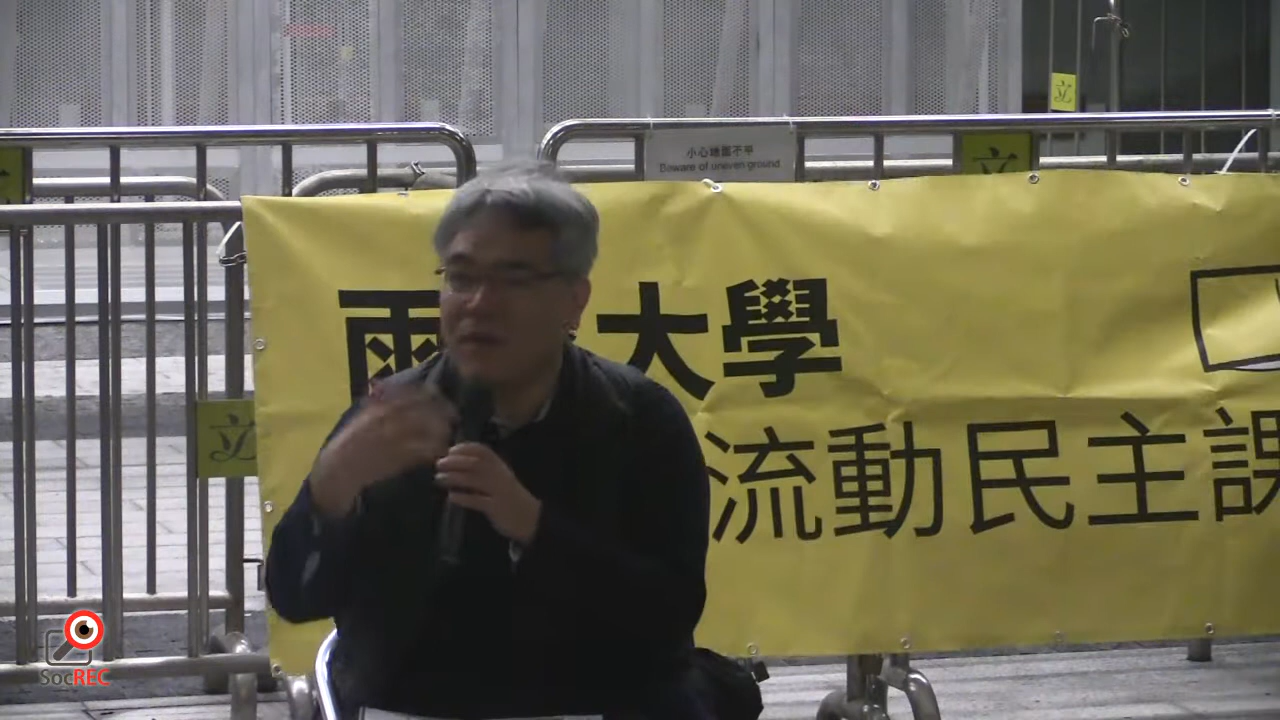 立
小心地面不平
Beware of uneven ground
立
雨
大學
立
流動民主課
SocREC